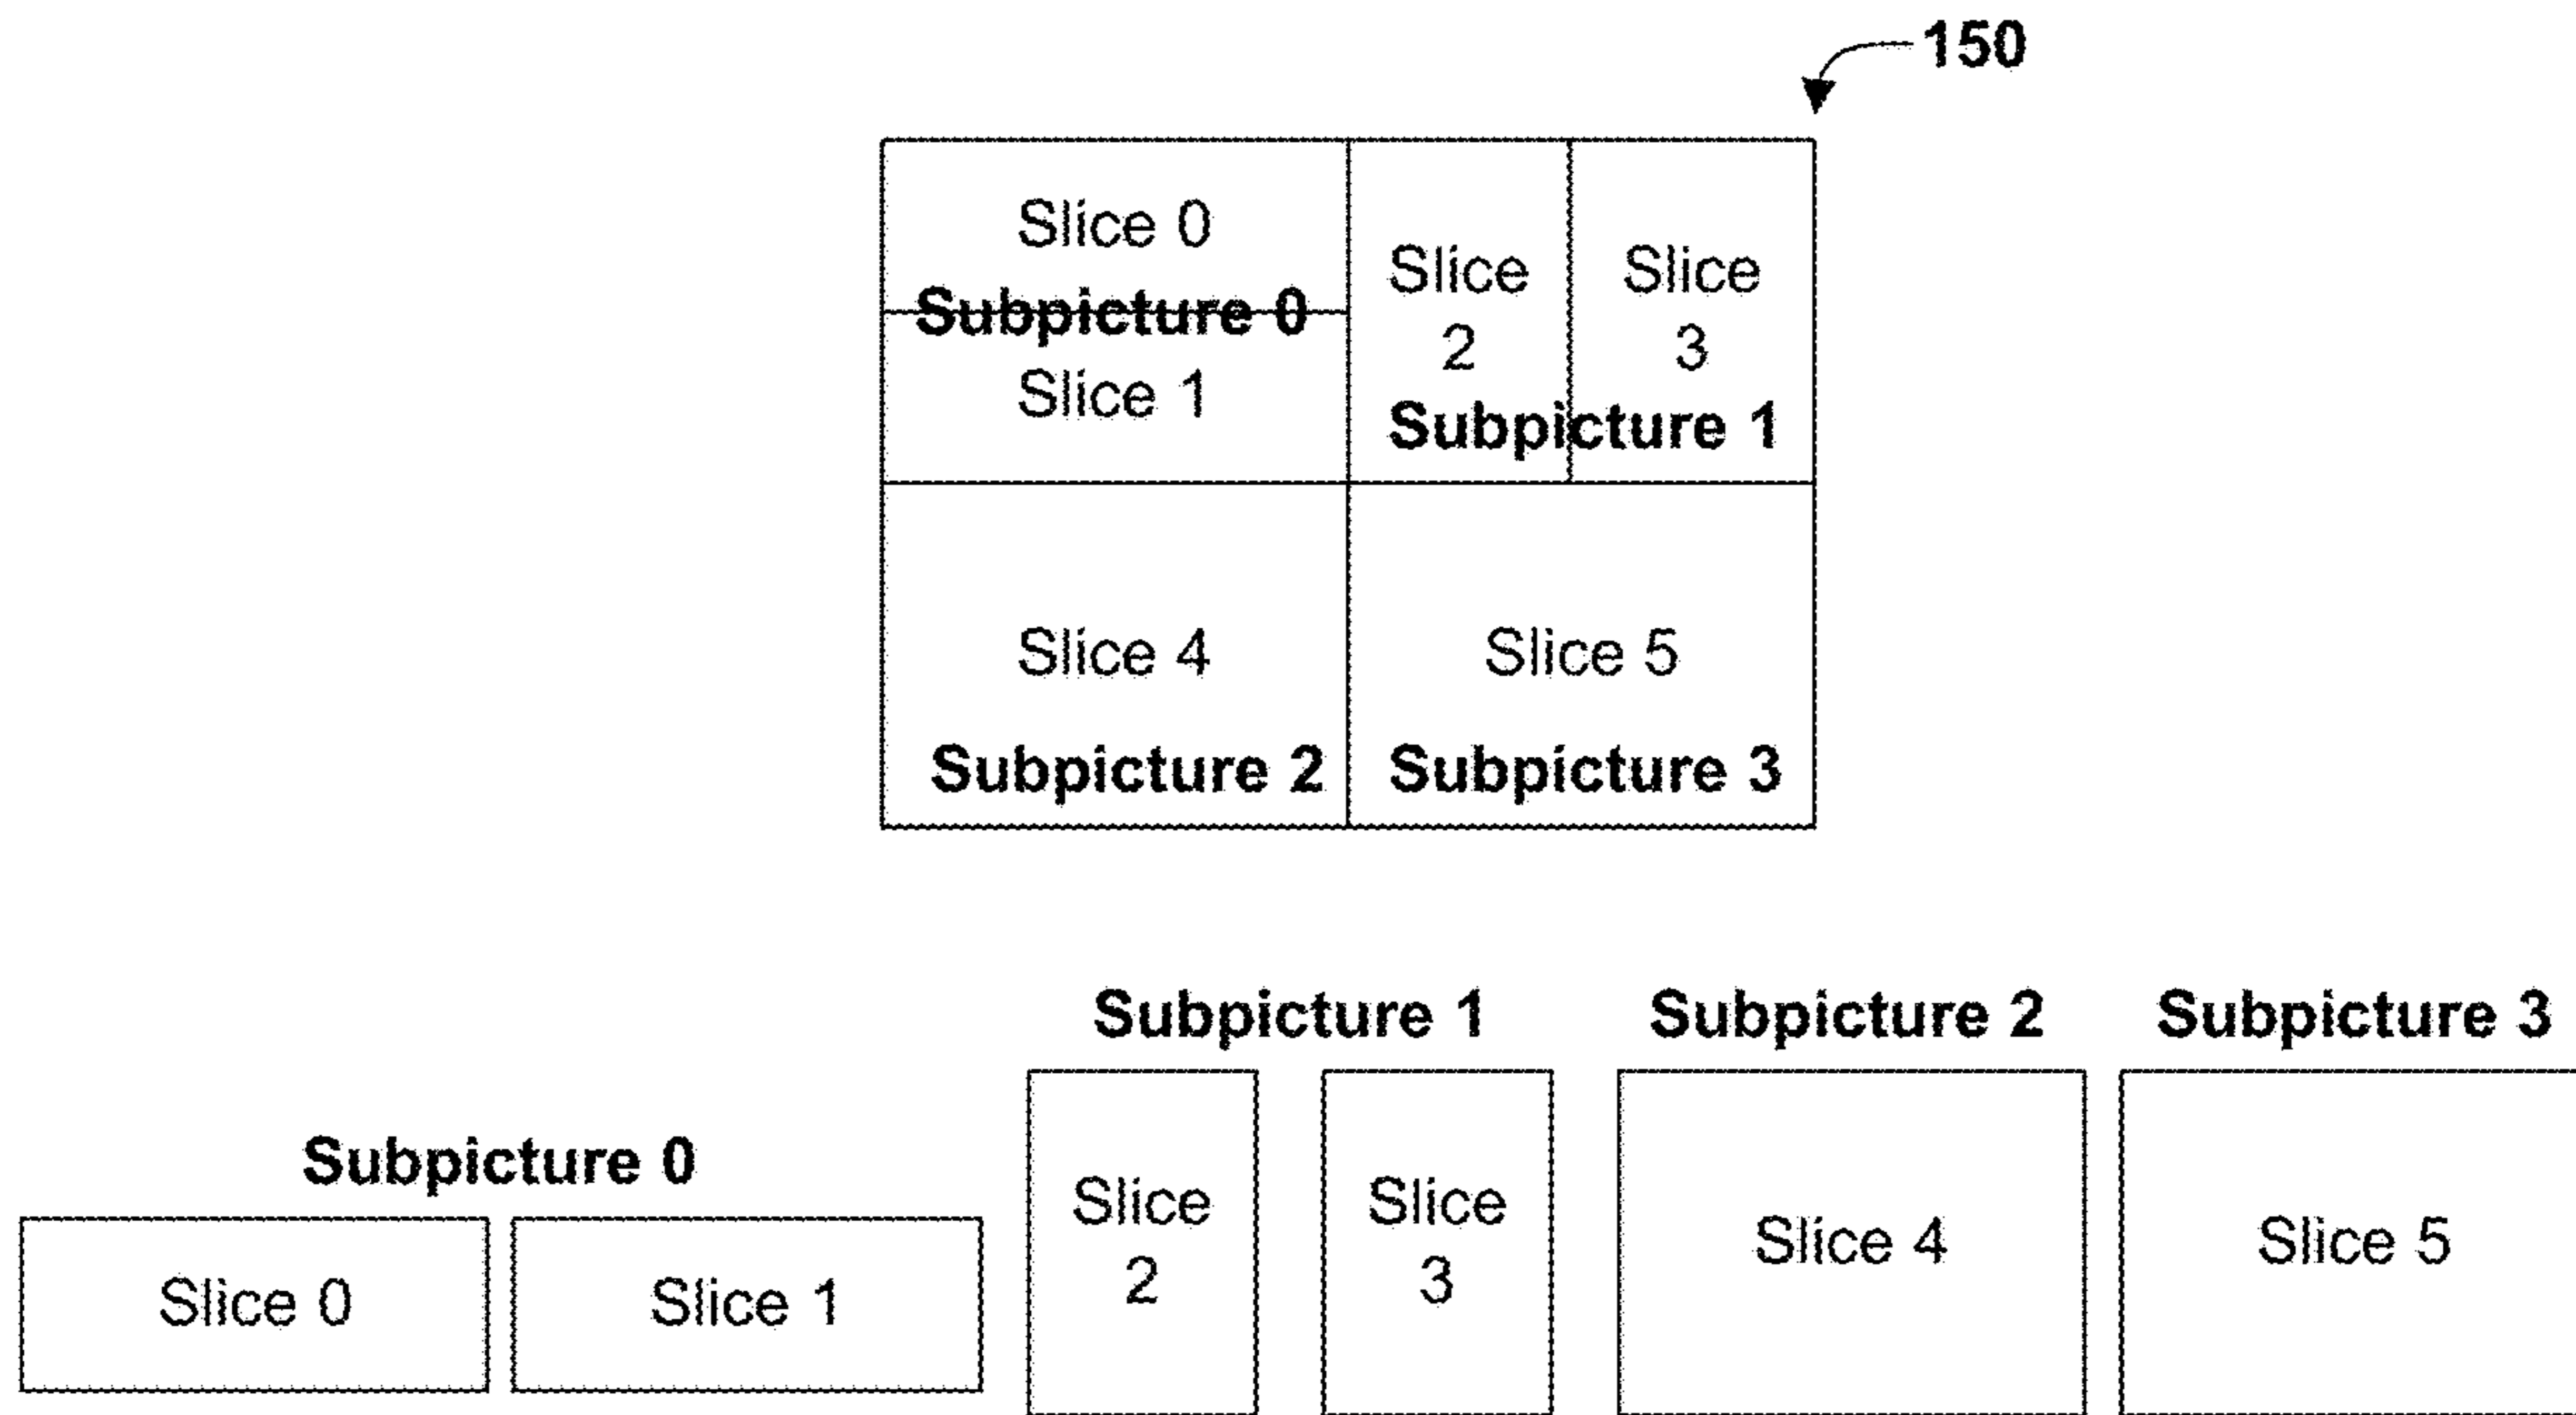 150
Slice 0
Subpicture 0
Slice 1
Slice
2
Slice
3
Subpicture 1
Slice 4
Subpicture 2
Slice 5
Subpicture 3
Subpicture 0
Slice 0
Slice 1
Subpicture 1
Slice
2
Slice
3
Subpicture 2
Slice 4
Subpicture 3
Slice 5